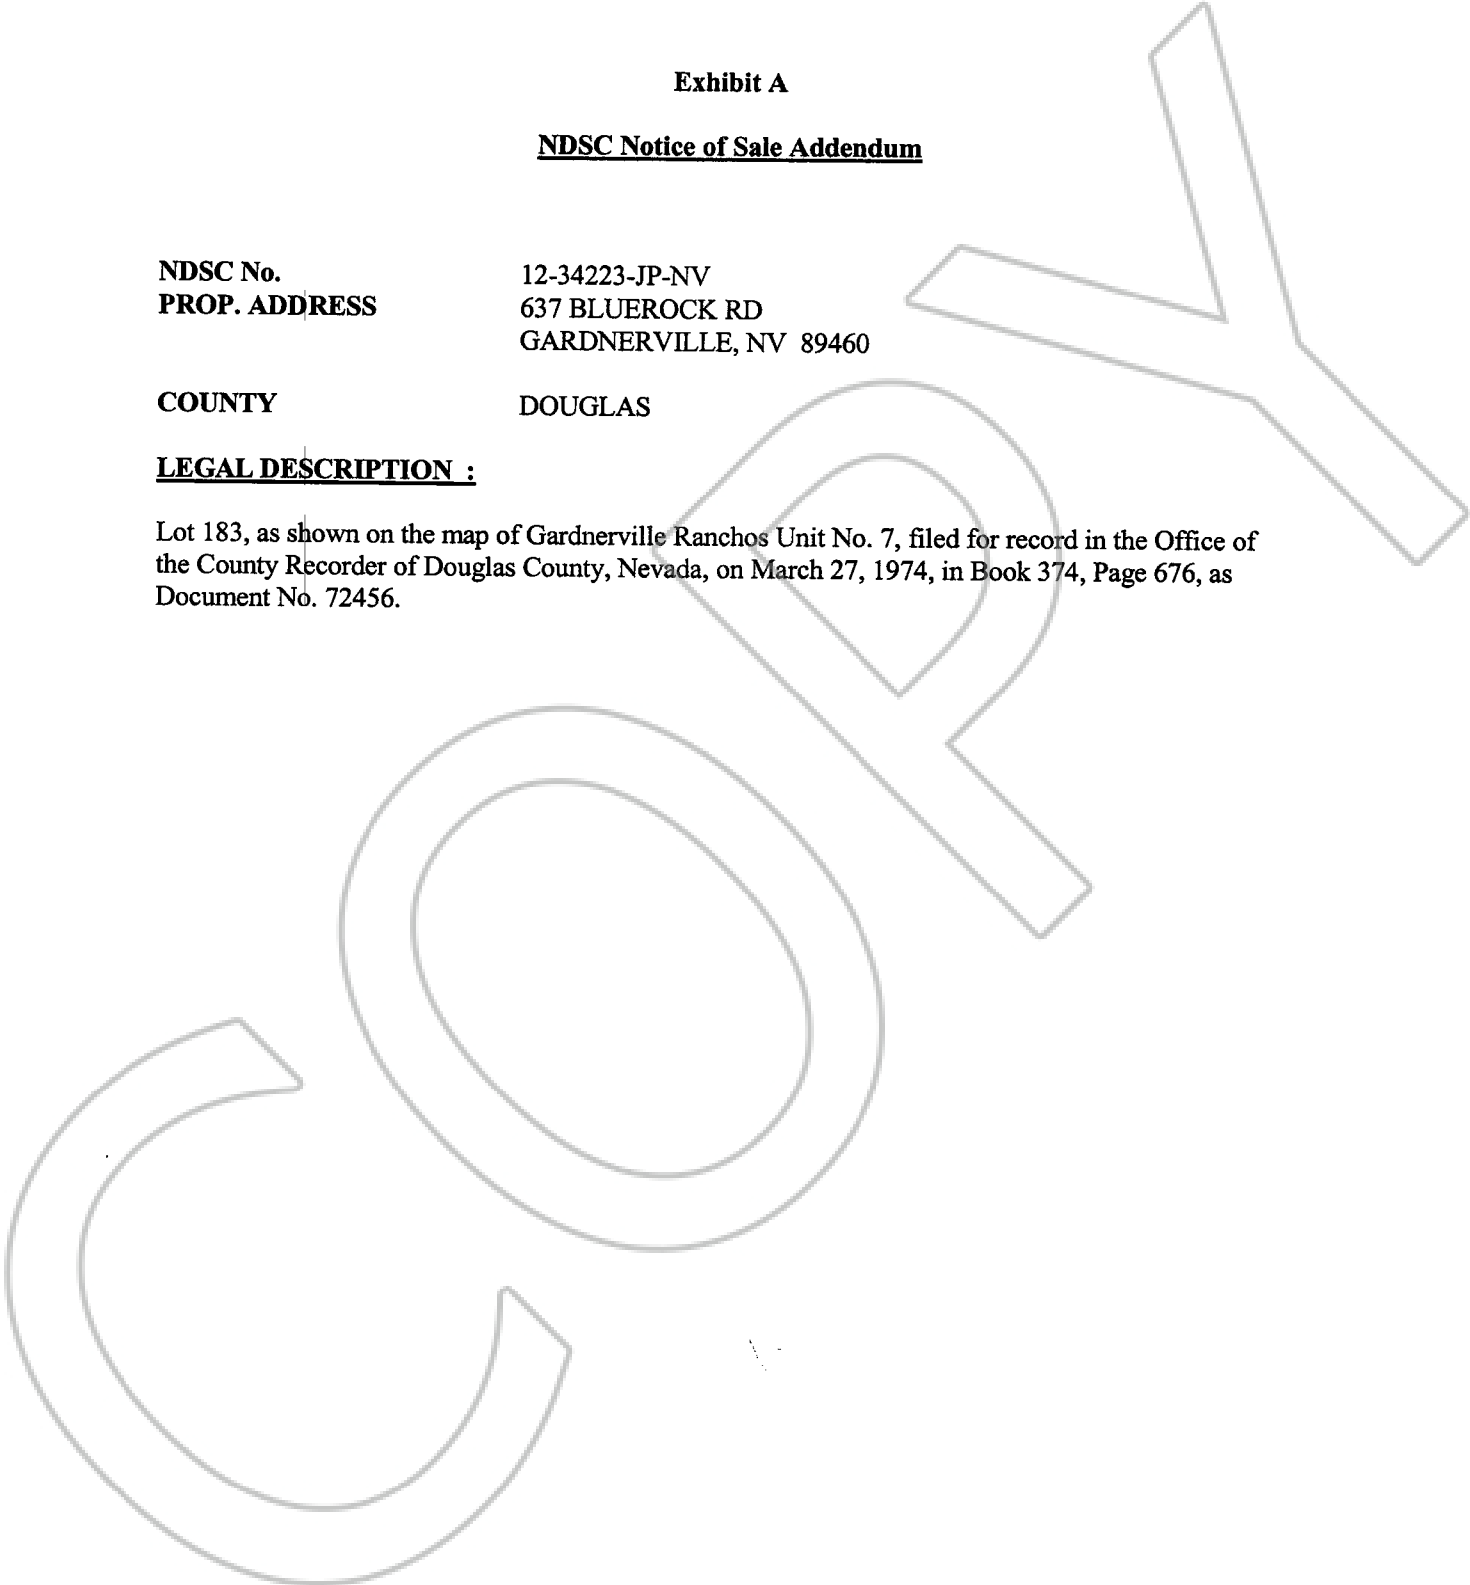 Exhibit A
NDSC Notice of Sale Addendum
NDSC No. 12-34223-JP-NV
PROP. ADDRESS 637 BLUEROCK RD
GARDNERVILLE, NV 89460
COUNTY DOUGLAS
LEGAL DESCRIPTION :
Lot 183, as shown on the map of Gardnerville Ranchos Unit No. 7, filed for record in the Office of
the County Recorder of Douglas County, Nevada, on March 27, 1974, in Book 374, Page 676, as
Document No. 72456.
COPY